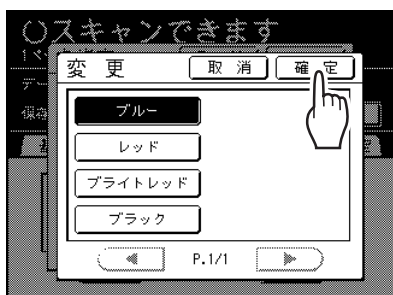 スキャンできます
変 更
取 消
確 定
ブルー
レッド
ブライトレッド
ブラック
P.1/1